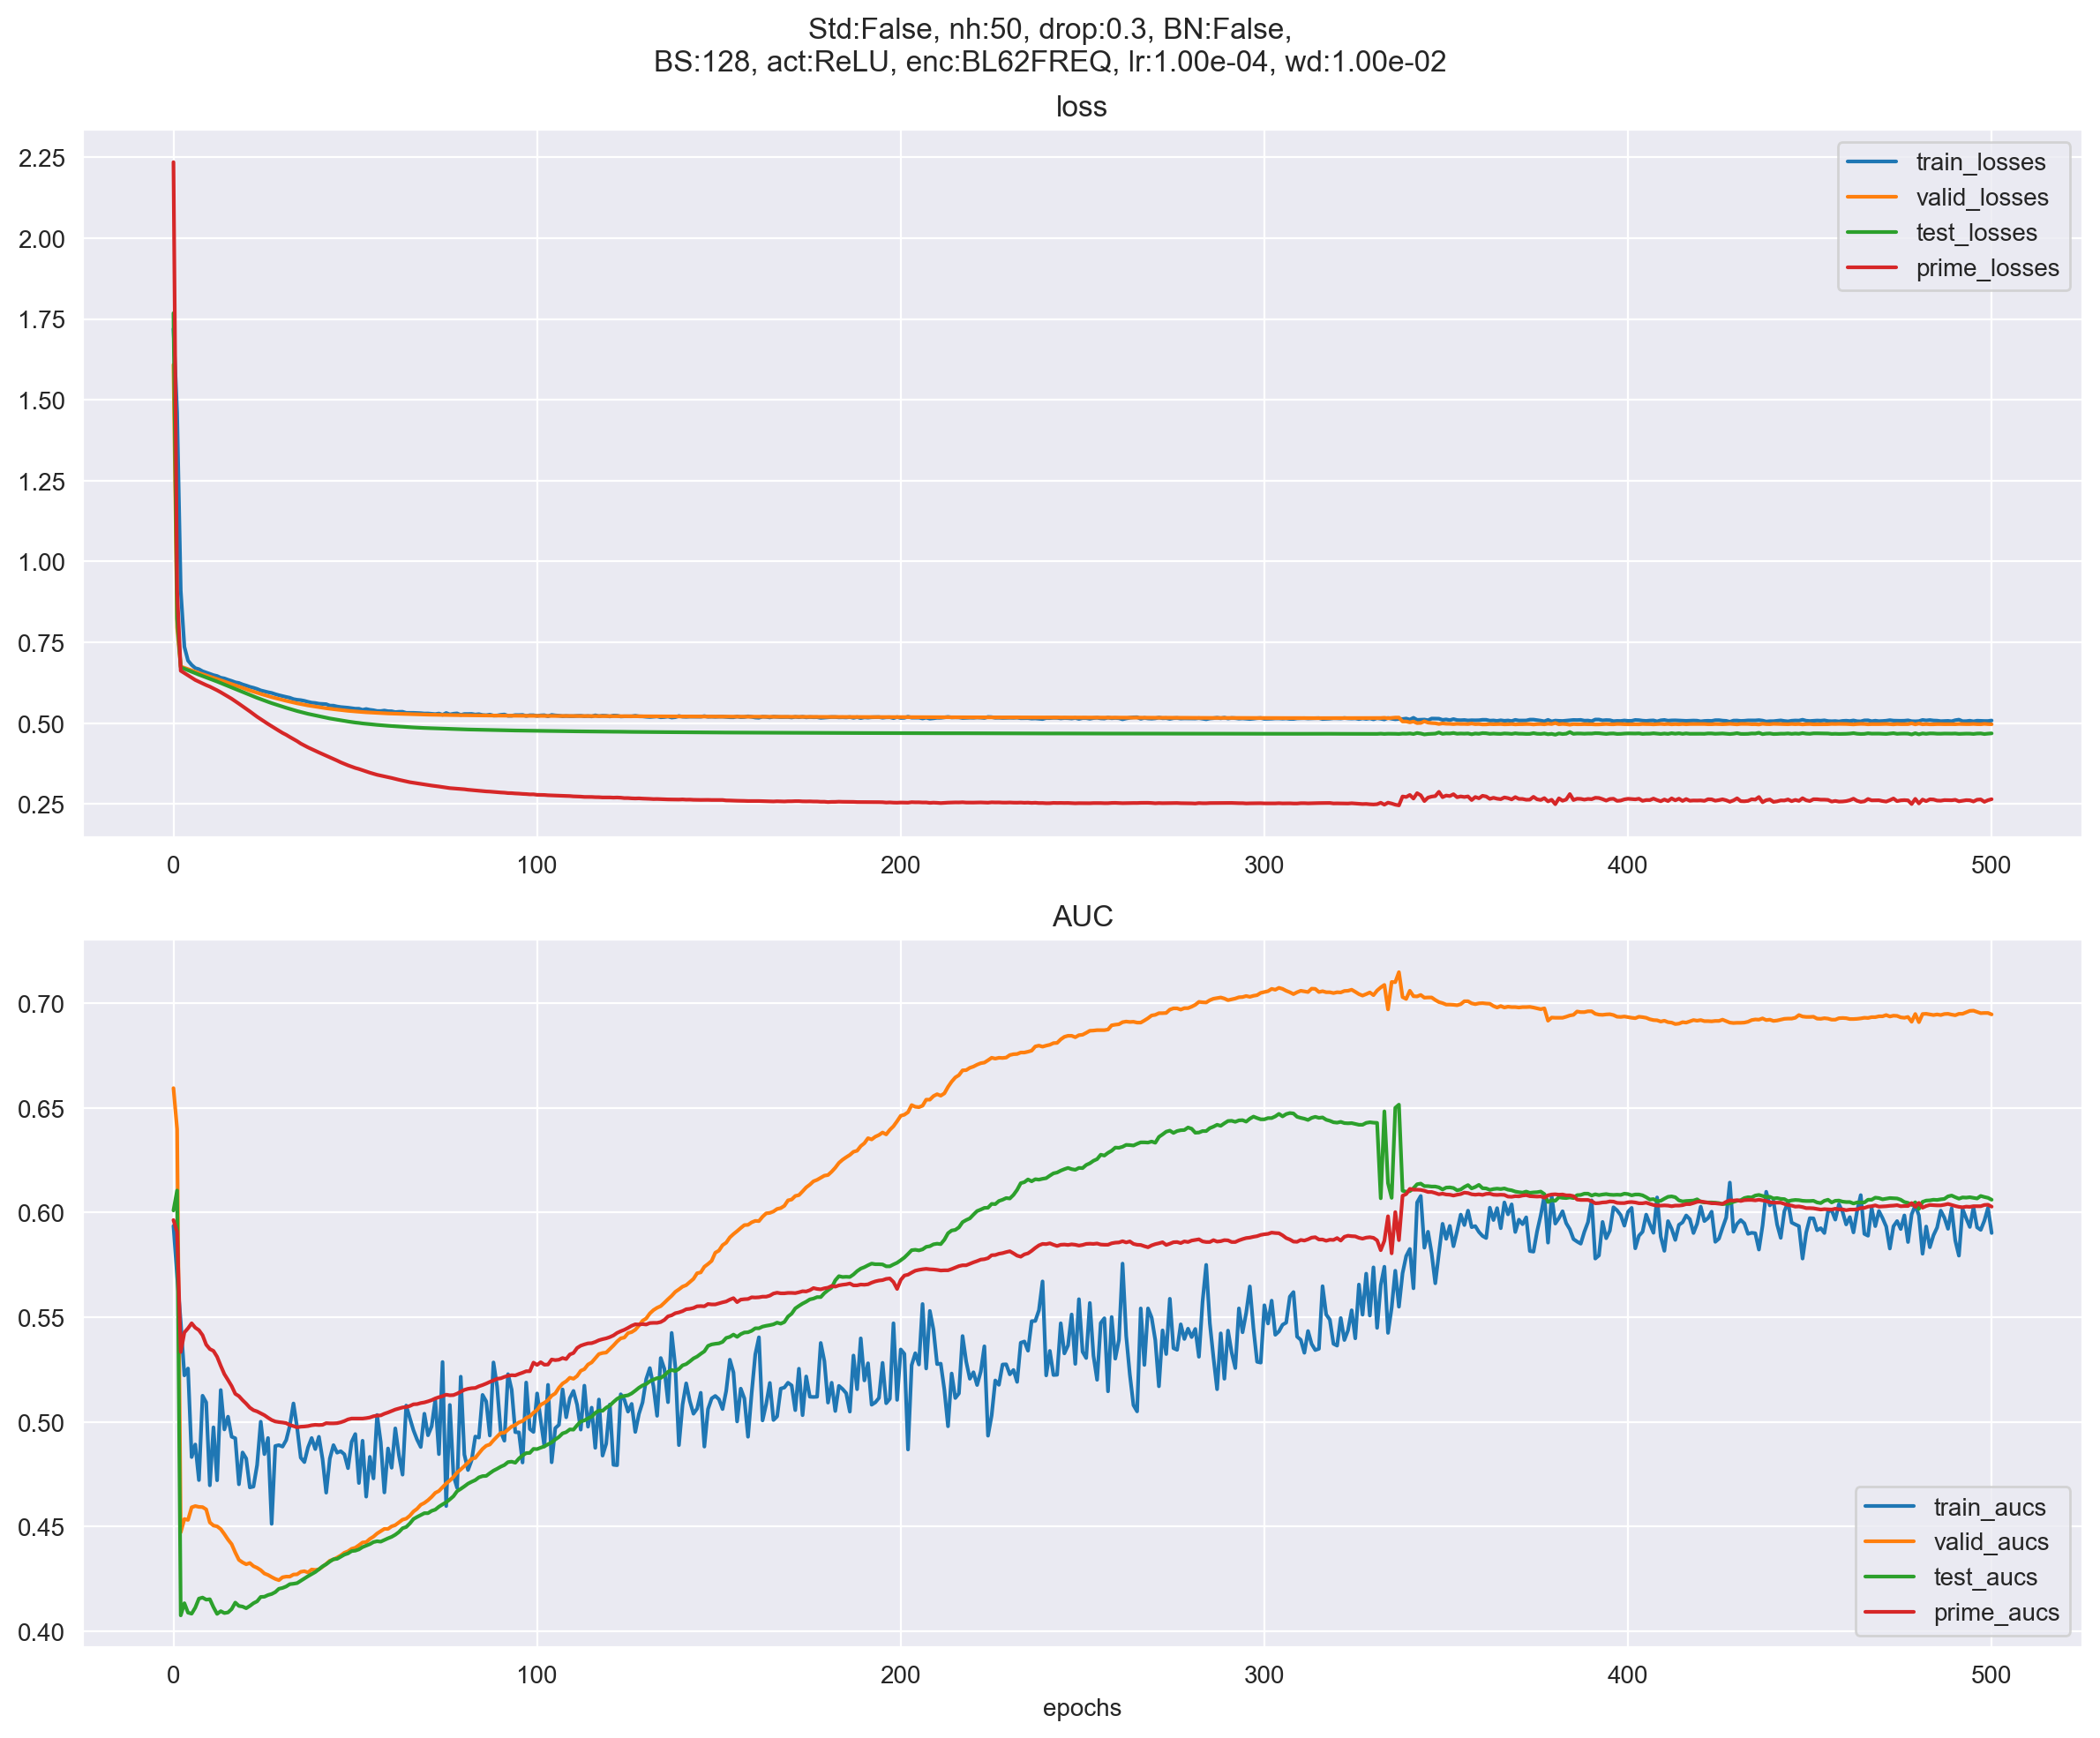 Std:False, nh:50, drop:0.3, BN:False,
BS:128, act:ReLU, enc:BL62FREQ, lr:1.00e-04, wd:1.00e-02
loss
2.25
2.00
1.75
1.50
1.25
1.00
0.75
0.50
0.25
train_losses
valid_losses
test_losses
prime_losses
0 100 200 300 400 500
AUC
0.70
0.65
0.60
0.55
0.50
0.45
0.40
train_aucs
valid_aucs
test_aucs
prime_aucs
0 100 200 300 400 500
epochs